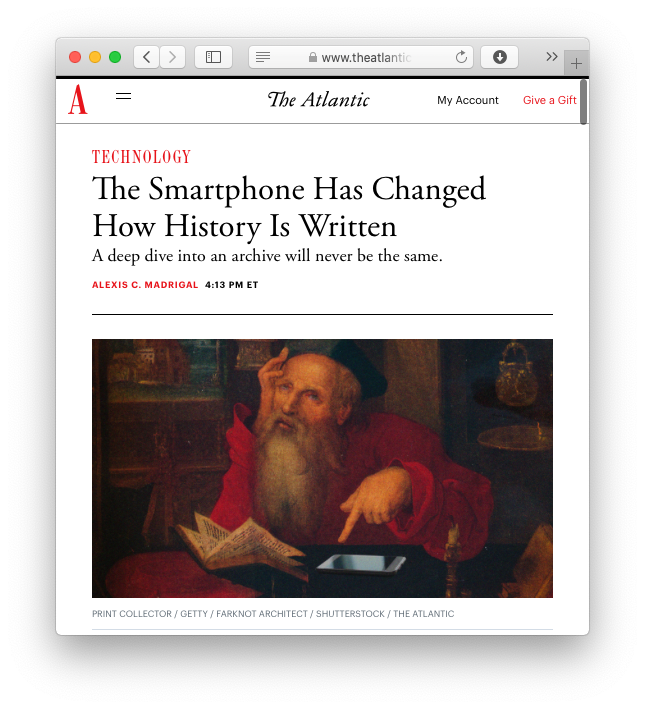 www.theatlantic
A
The Atlantic
My Account
Give a Gift
TECHNOLOGY
The Smartphone Has Changed
How History Is Written
A deep dive into an archive will never be the same.
ALEXIS C. MADRIGAL 4:13 PM ET
PRINT COLLECTOR / GETTY / FARKNOT ARCHITECT / SHUTTERSTOCK / THE ATLANTIC